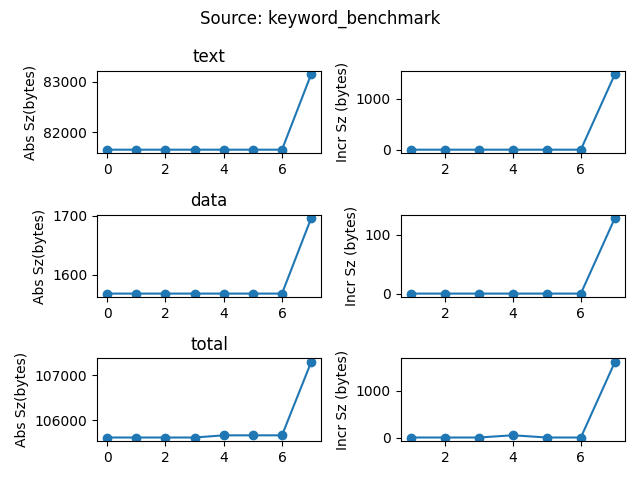 Source: keyword_benchmark
text
Abs Sz(bytes)
83000
82000
0 2 4 6
Incr Sz (bytes)
1000
0
2 4 6
data
Abs Sz(bytes)
1700
1600
0 2 4 6
Incr Sz (bytes)
100
0
2 4 6
total
Abs Sz(bytes)
107000
106000
0 2 4 6
Incr Sz (bytes)
1000
0
2 4 6